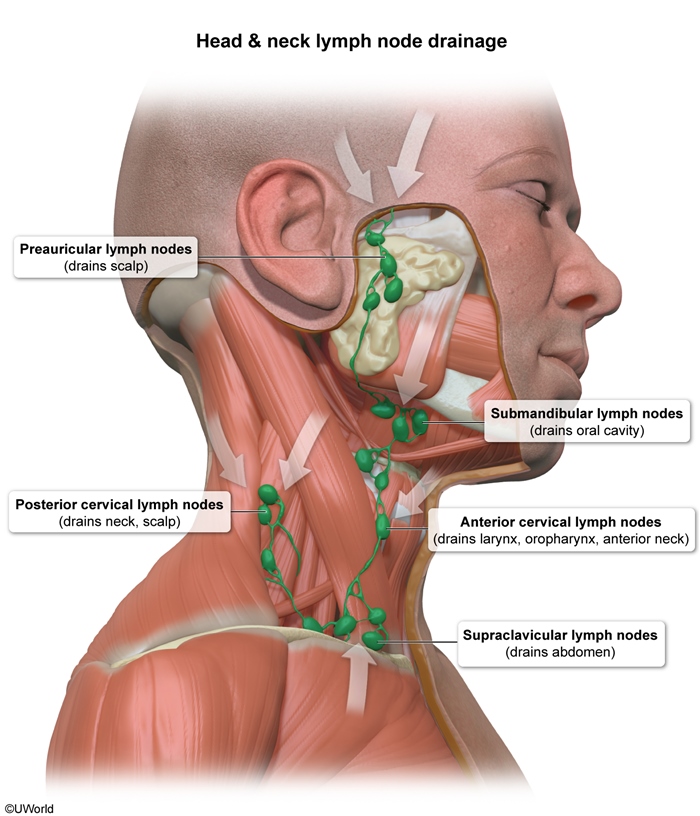 Head & neck lymph node drainage
Preauricular lymph nodes
(drains scalp)
Submandibular lymph nodes
(drains oral cavity)
Posterior cervical lymph nodes
(drains neck, scalp)
Anterior cervical lymph nodes
(drains larynx, oropharynx, anterior neck)
Supraclavicular lymph nodes
(drains abdomen)
©UWorld